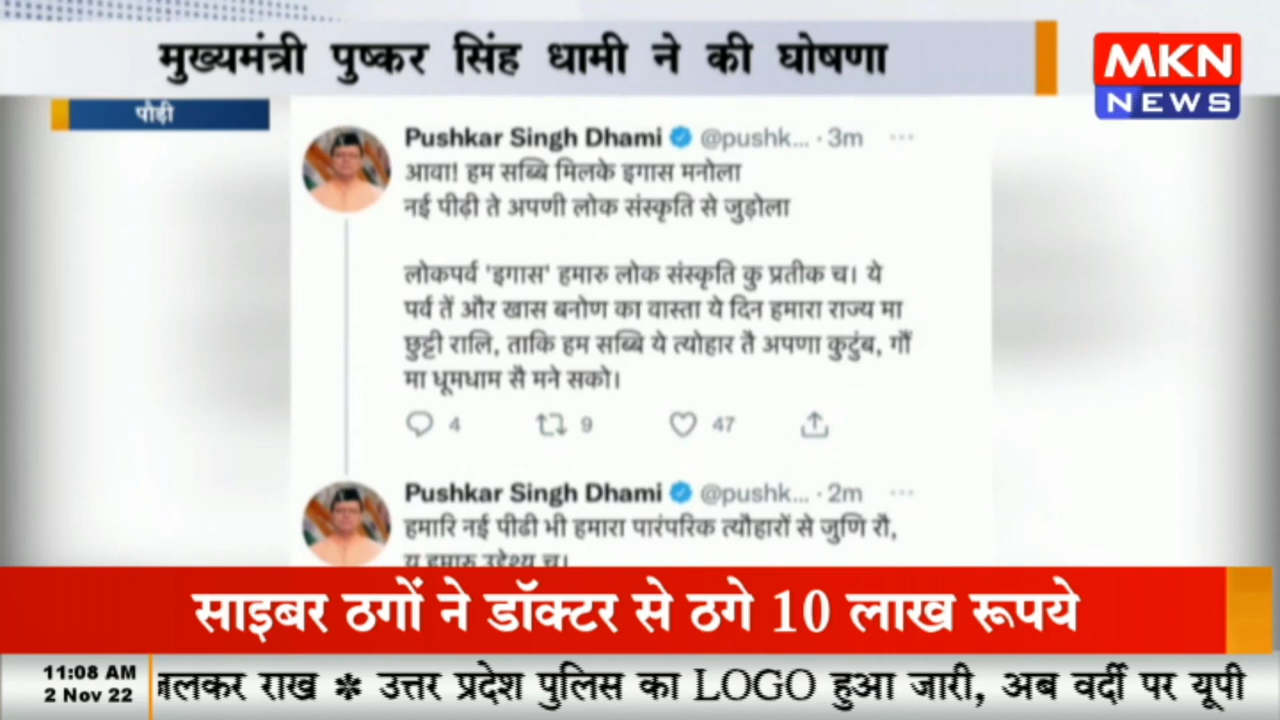 मुख्यमंत्री पुष्कर सिंह धामी ने की घोषणा
MKN
NEWS
पौड़ी
Pushkar Singh Dhami @pushk... · 3m ...
आवा! हम सब्बि मिलके इगास मनोला
नई पीढ़ी ते अपणी लोक संस्कृति से जुड़ोला
लोकपर्व 'इगास' हमारु लोक संस्कृति कु प्रतीक च। ये
पर्व तें और खास बनोण का वास्ता ये दिन हमारा राज्य मा
छुट्टी रालि, ताकि हम सब्बि ये त्योहार तै अपणा कुटुंब, गौं
मा धूमधाम सै मने सको।
4 9 47
Pushkar Singh Dhami @pushk... · 2m ...
हमारि नई पीढी भी हमारा पारंपरिक त्यौहारों से जुणि रौ,
य हमारु उद्देश्य च।
साइबर ठगों ने डॉक्टर से ठगे 10 लाख रूपये
11:08 AM
2 Nov 22
जलकर राख * उत्तर प्रदेश पुलिस का LOGO हुआ जारी, अब वर्दी पर यूपी